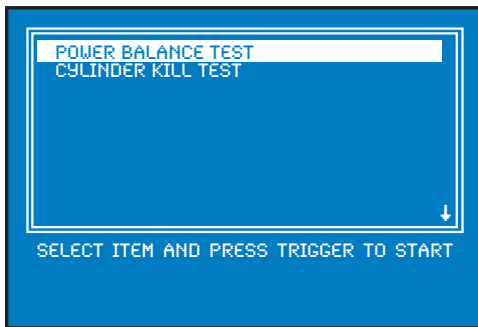 POWER BALANCE TEST
CYLINDER KILL TEST
SELECT ITEM AND PRESS TRIGGER TO START